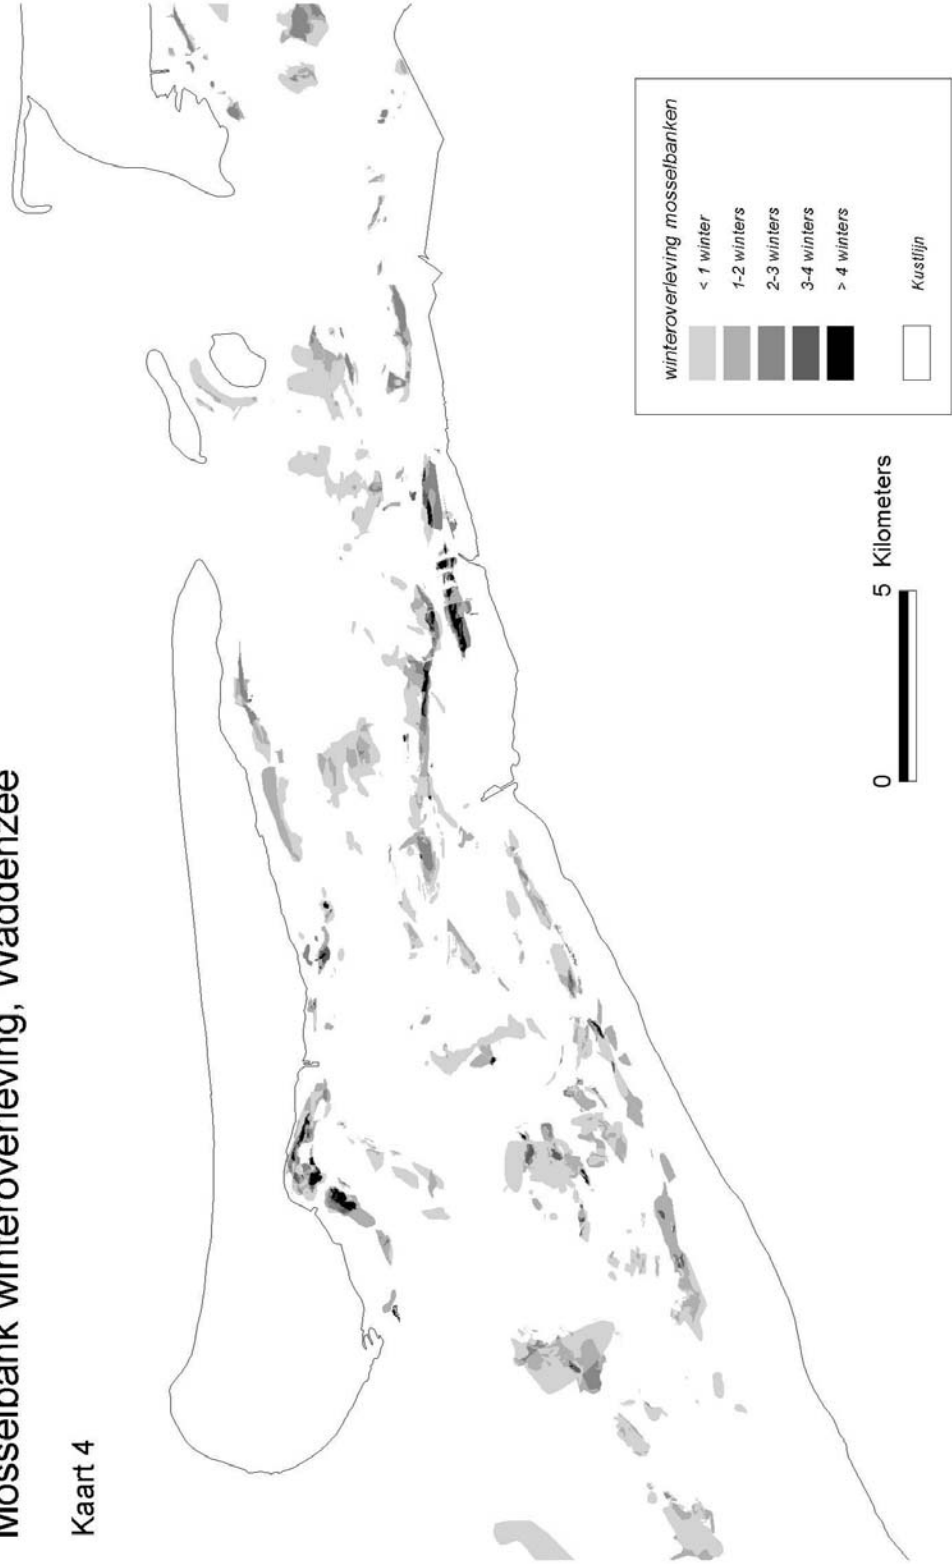 Mosselbank winteroverleving, Waddenzee
Kaart 4
winteroverleving mosselbanken
< 1 winter
1-2 winters
2-3 winters
3-4 winters
> 4 winters
Kustlijn
0 5 Kilometers